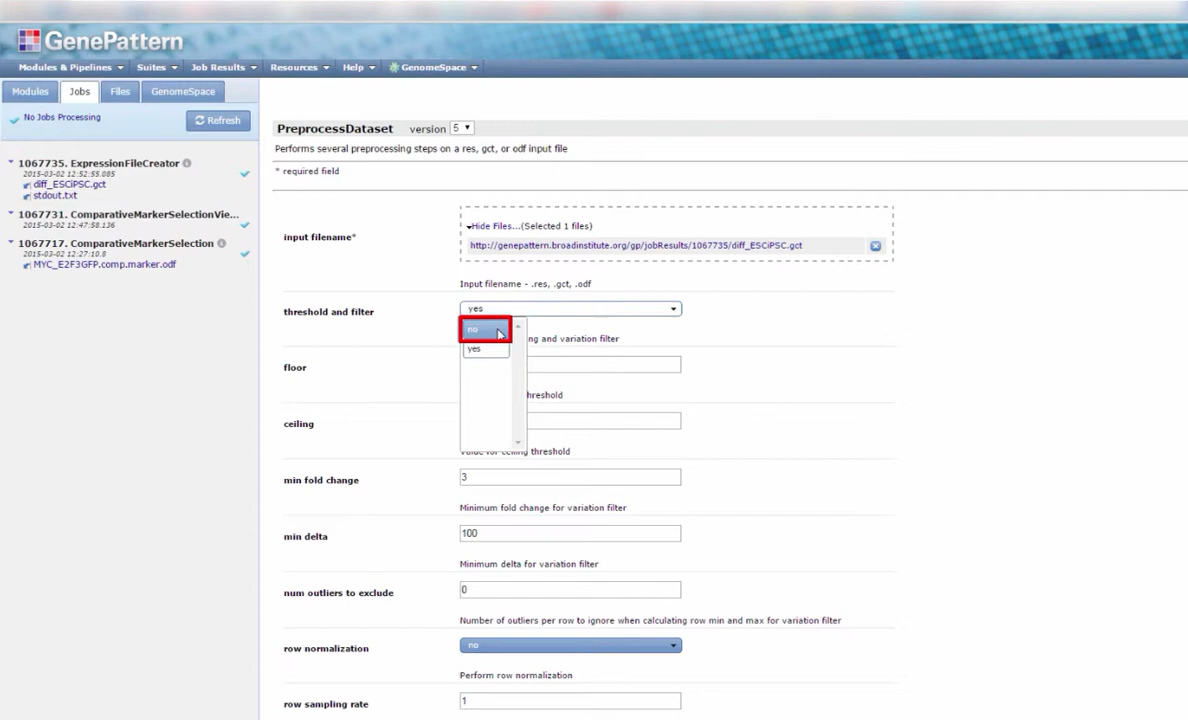 GenePattern
Modules & Pipelines Suites Job Results Resources Help GenomeSpace
Modules Jobs Files GenomeSpace
No Jobs Processing
Refresh
1067735. ExpressionFileCreator
2015-03-02 12:52:55.085
diff_ESCiPSC.gct
stdout.txt
1067731. ComparativeMarkerSelectionVie...
2015-03-02 12:47:58.136
1067717. ComparativeMarkerSelection
2015-03-02 12:27:10.8
MYC_E2F3GFP.comp.marker.odf
PreprocessDataset version 5
Performs several preprocessing steps on a res, gct, or odf input file
* required field
input filename*
Hide Files...(Selected 1 files)
http://genepattern.broadinstitute.org/gp/jobResults/1067735/diff_ESCiPSC.gct
Input filename - .res, .gct, .odf
threshold and filter
yes
no
yes
ng and variation filter
floor
hreshold
ceiling
Value for ceiling threshold
min fold change
3
Minimum fold change for variation filter
min delta
100
Minimum delta for variation filter
num outliers to exclude
0
Number of outliers per row to ignore when calculating row min and max for variation filter
row normalization
no
Perform row normalization
row sampling rate
1